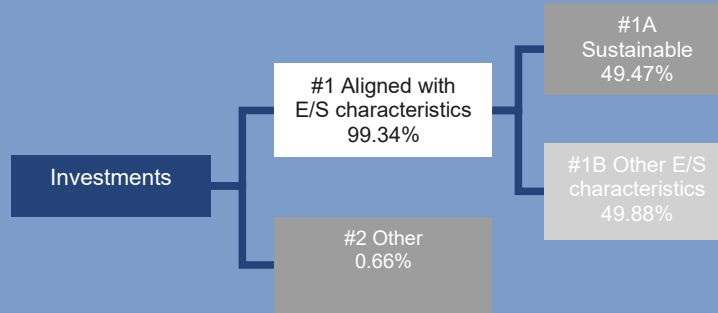 Investments
#1 Aligned with
E/S characteristics
99.34%
#2 Other
0.66%
#1A
Sustainable
49.47%
#1B Other E/S
characteristics
49.88%